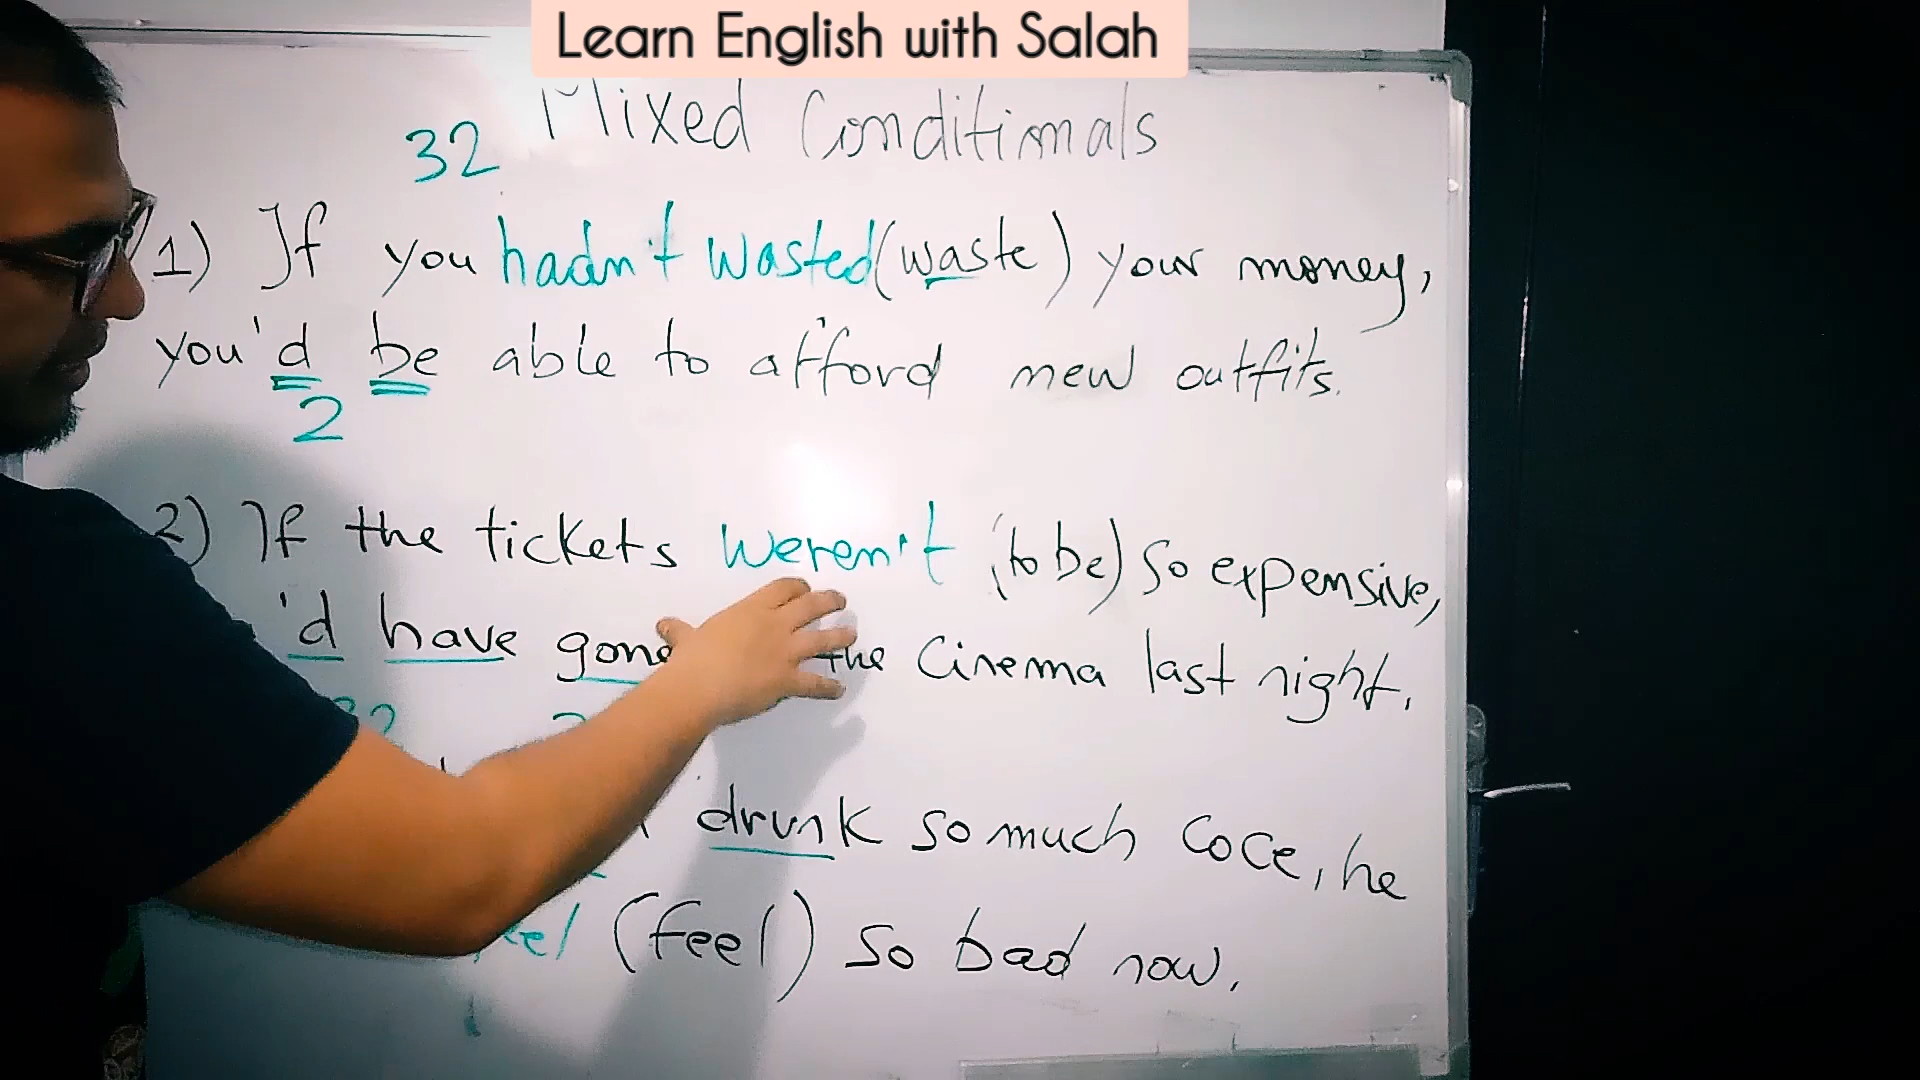 Learn English with Salah
Mixed Conditionals
32
1) If you hadn't wasted (waste) your money,
you'd be able to afford new outfits.
2
2) If the tickets weren't (to be) so expensive,
'd have gone the cinema last night.
32
drunk so much coce, he
(feel) so bad now.